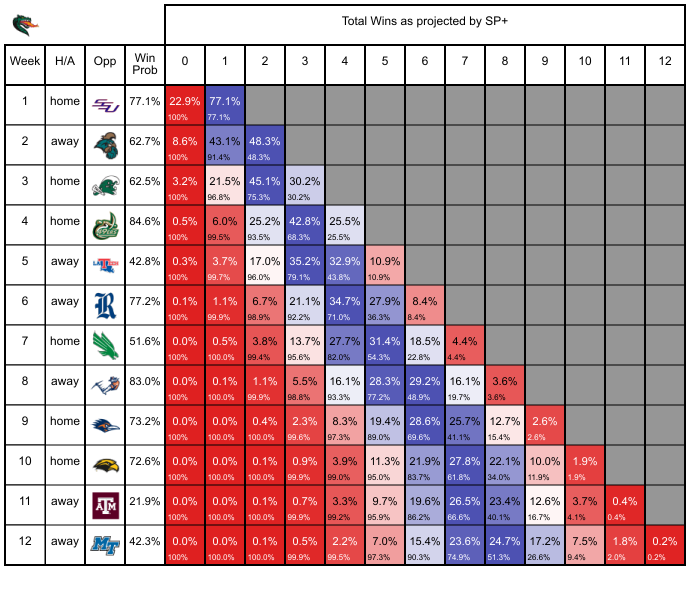 Total Wins as projected by SP+
Week H/A Opp Win Prob 0 1 2 3 4 5 6 7 8 9 10 11 12
1 home SSU 77.1% 22.9% 77.1%
100% 77.1%
2 away 62.7% 8.6% 43.1% 48.3%
100% 91.4% 48.3%
3 home 62.5% 3.2% 21.5% 45.1% 30.2%
100% 96.8% 75.3% 30.2%
4 home 84.6% 0.5% 6.0% 25.2% 42.8% 25.5%
100% 99.5% 93.5% 68.3% 25.5%
5 away LA TECH 42.8% 0.3% 3.7% 17.0% 35.2% 32.9% 10.9%
100% 99.7% 96.0% 79.1% 43.8% 10.9%
6 away R 77.2% 0.1% 1.1% 6.7% 21.1% 34.7% 27.9% 8.4%
100% 99.9% 98.9% 92.2% 71.0% 36.3% 8.4%
7 home 51.6% 0.0% 0.5% 3.8% 13.7% 27.7% 31.4% 18.5% 4.4%
100% 100.0% 99.4% 95.6% 82.0% 54.3% 22.8% 4.4%
8 away 83.0% 0.0% 0.1% 1.1% 5.5% 16.1% 28.3% 29.2% 16.1% 3.6%
100% 100.0% 99.9% 98.8% 93.3% 77.2% 48.9% 19.7% 3.6%
9 home 73.2% 0.0% 0.0% 0.4% 2.3% 8.3% 19.4% 28.6% 25.7% 12.7% 2.6%
100% 100.0% 100.0% 99.6% 97.3% 89.0% 69.6% 41.1% 15.4% 2.6%
10 home 72.6% 0.0% 0.0% 0.1% 0.9% 3.9% 11.3% 21.9% 27.8% 22.1% 10.0% 1.9%
100% 100.0% 100.0% 99.9% 99.0% 95.0% 83.7% 61.8% 34.0% 11.9% 1.9%
11 away ATM 21.9% 0.0% 0.0% 0.1% 0.7% 3.3% 9.7% 19.6% 26.5% 23.4% 12.6% 3.7% 0.4%
100% 100.0% 100.0% 99.9% 99.2% 95.9% 86.2% 66.6% 40.1% 16.7% 4.1% 0.4%
12 away MT 42.3% 0.0% 0.0% 0.1% 0.5% 2.2% 7.0% 15.4% 23.6% 24.7% 17.2% 7.5% 1.8% 0.2%
100% 100.0% 100.0% 99.9% 99.5% 97.3% 90.3% 74.9% 51.3% 26.6% 9.4% 2.0% 0.2%